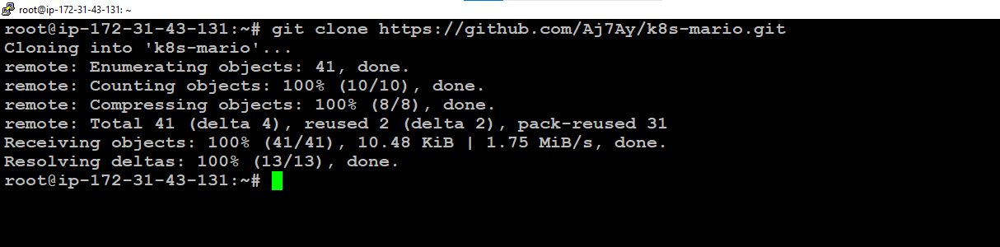 root@ip-172-31-43-131: ~
root@ip-172-31-43-131:~# git clone https://github.com/Aj7Ay/k8s-mario.git
Cloning into 'k8s-mario'...
remote: Enumerating objects: 41, done.
remote: Counting objects: 100% (10/10), done.
remote: Compressing objects: 100% (8/8), done.
remote: Total 41 (delta 4), reused 2 (delta 2), pack-reused 31
Receiving objects: 100% (41/41), 10.48 KiB | 1.75 MiB/s, done.
Resolving deltas: 100% (13/13), done.
root@ip-172-31-43-131:~#